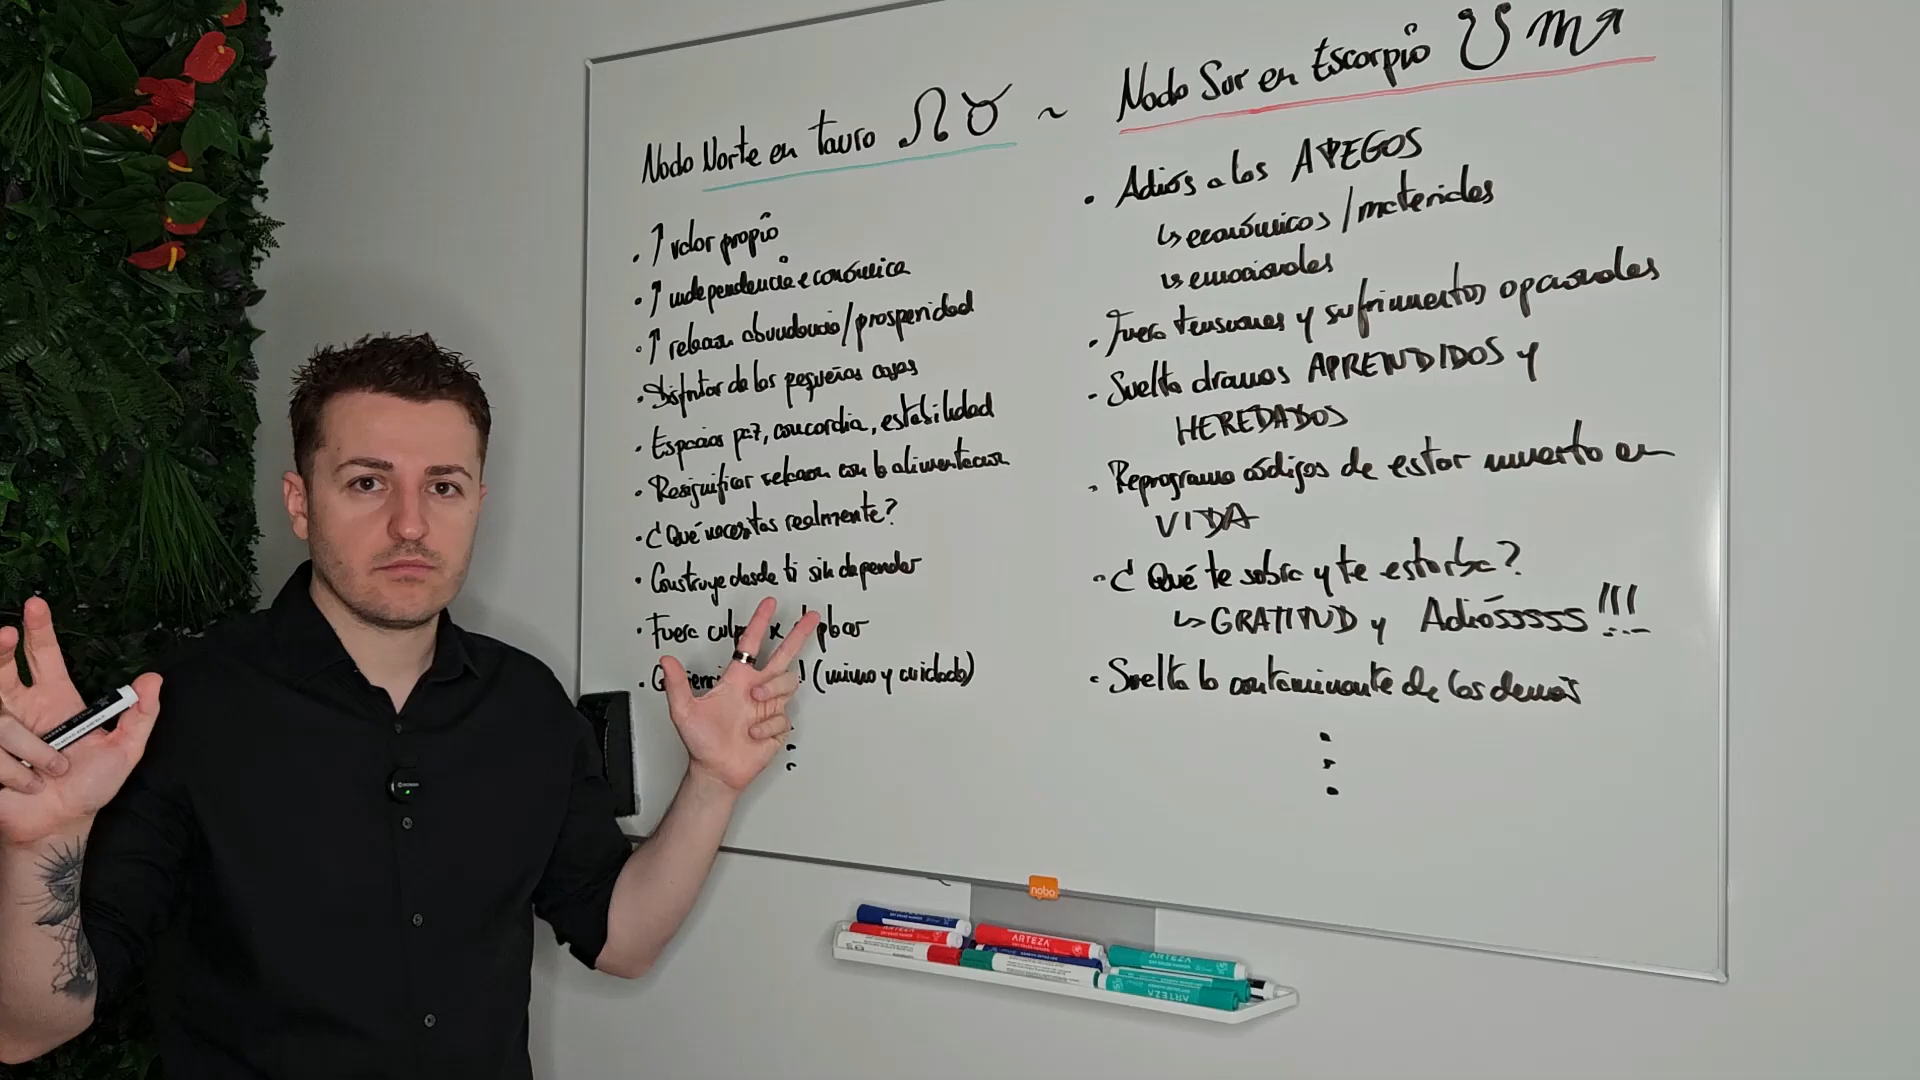 Nodo Norte en Tauro ☊ ♉ ~
• ↑ valor propio
• ↑ independencia económica
• ↑ relación abundancia/prosperidad
• Disfrutar de las pequeñas cosas
• Espacios paz, concordia, estabilidad
• Resignificar relación con la alimentación
• ¿Qué necesitas realmente?
• Construye desde ti sin depender
• Fuera culpa x
• (mimo y cuidado)
Nodo Sur en Escorpio ☋ ♏
• Adiós a los APEGOS
↳ económicos/materiales
↳ emocionales
• Fuera tensiones y sufrimientos opcionales
- Suelta dramas APRENDIDOS y
HEREDADOS
• Reprograma códigos de estar muerto en
VIDA
• ¿Qué te sobra y te estorba?
↳ GRATITUD y Adiósssss!!!
• Suelta lo contaminante de los demás
nobo
ARTEZA
ARTEZA
ARTEZA